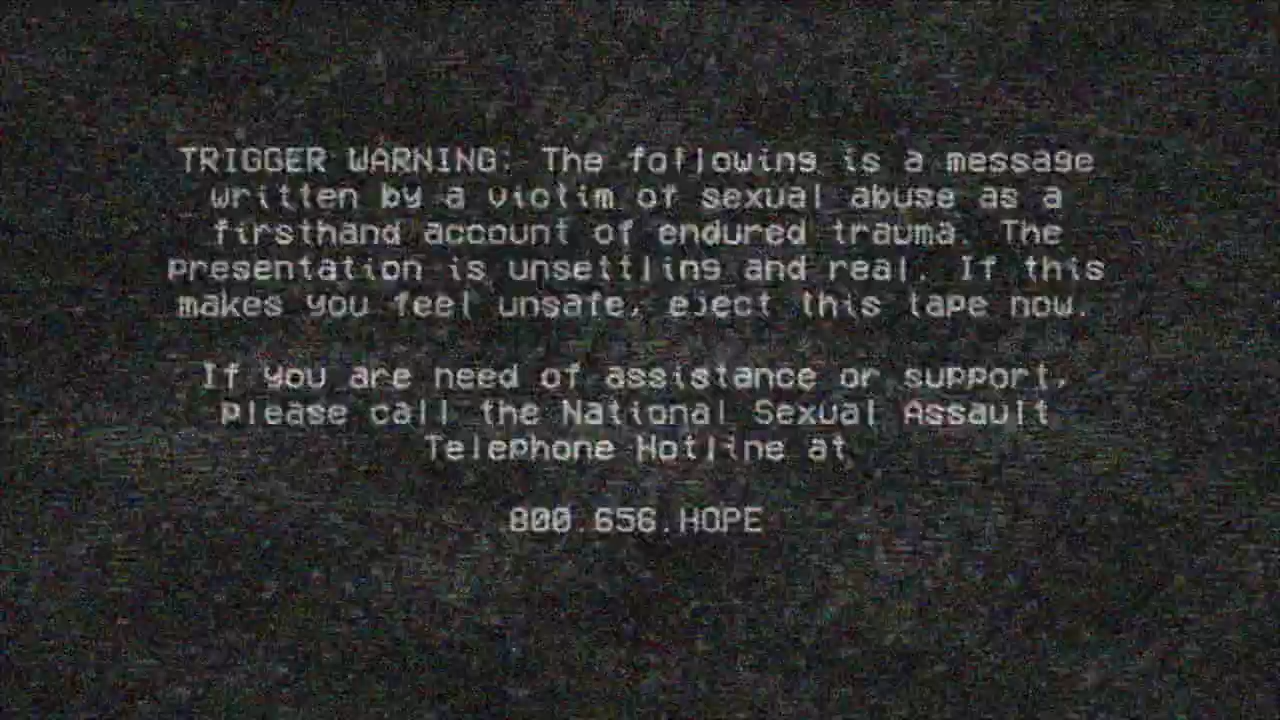 TRIGGER WARNING: The following is a message
written by a victim of sexual abuse as a
firsthand account of endured trauma. The
presentation is unsettling and real. If this
makes you feel unsafe, eject this tape now.
If you are need of assistance or support,
please call the National Sexual Assault
Telephone Hotline at
800.656.HOPE